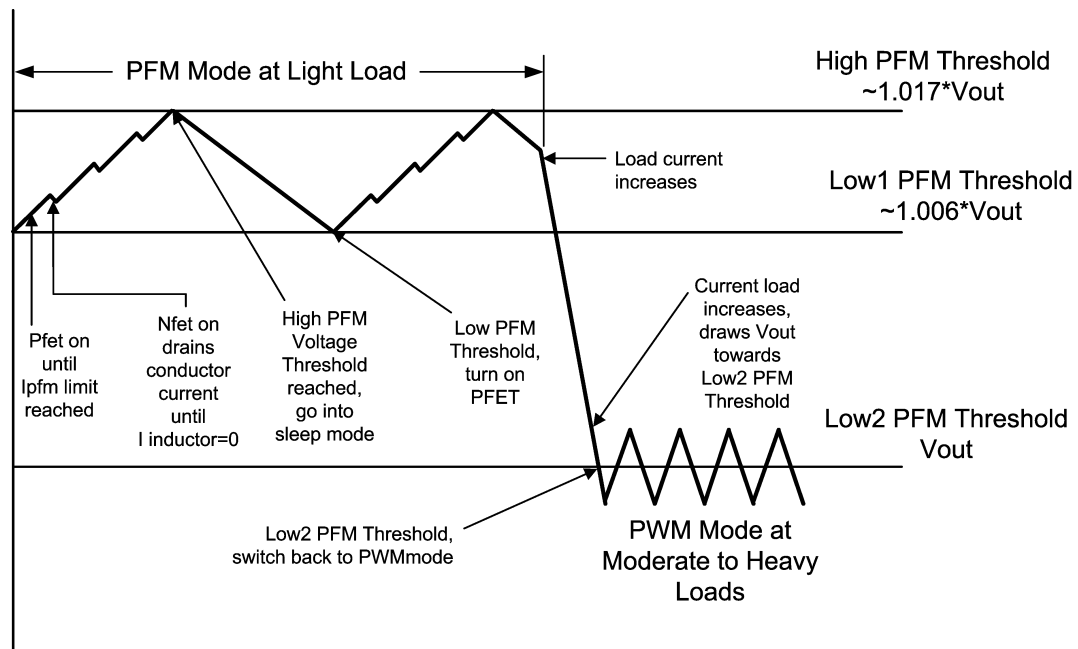 PFM Mode at Light Load
High PFM Threshold
~1.017*Vout
Load current
increases
Low1 PFM Threshold
~1.006*Vout
Pfet on
until
Ipfm limit
reached
Nfet on
drains
conductor
current
until
I inductor=0
High PFM
Voltage
Threshold
reached,
go into
sleep mode
Low PFM
Threshold,
turn on
PFET
Current load
increases,
draws Vout
towards
Low2 PFM
Threshold
Low2 PFM Threshold
Vout
Low2 PFM Threshold,
switch back to PWMmode
PWM Mode at
Moderate to Heavy
Loads